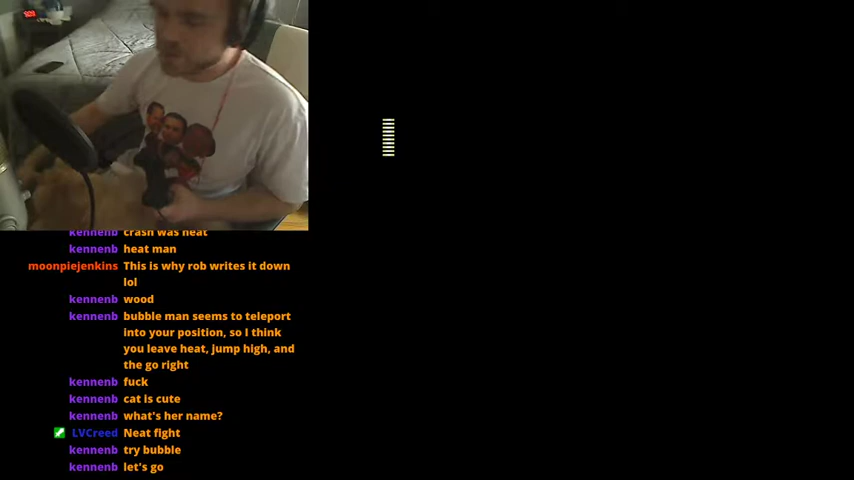 kennenb crash was neat
kennenb heat man
moonpiejenkins This is why rob writes it down
lol
kennenb wood
kennenb bubble man seems to teleport
into your position, so I think
you leave heat, jump high, and
the go right
kennenb fuck
kennenb cat is cute
kennenb what's her name?
LVCreed Neat fight
kennenb try bubble
kennenb let's go